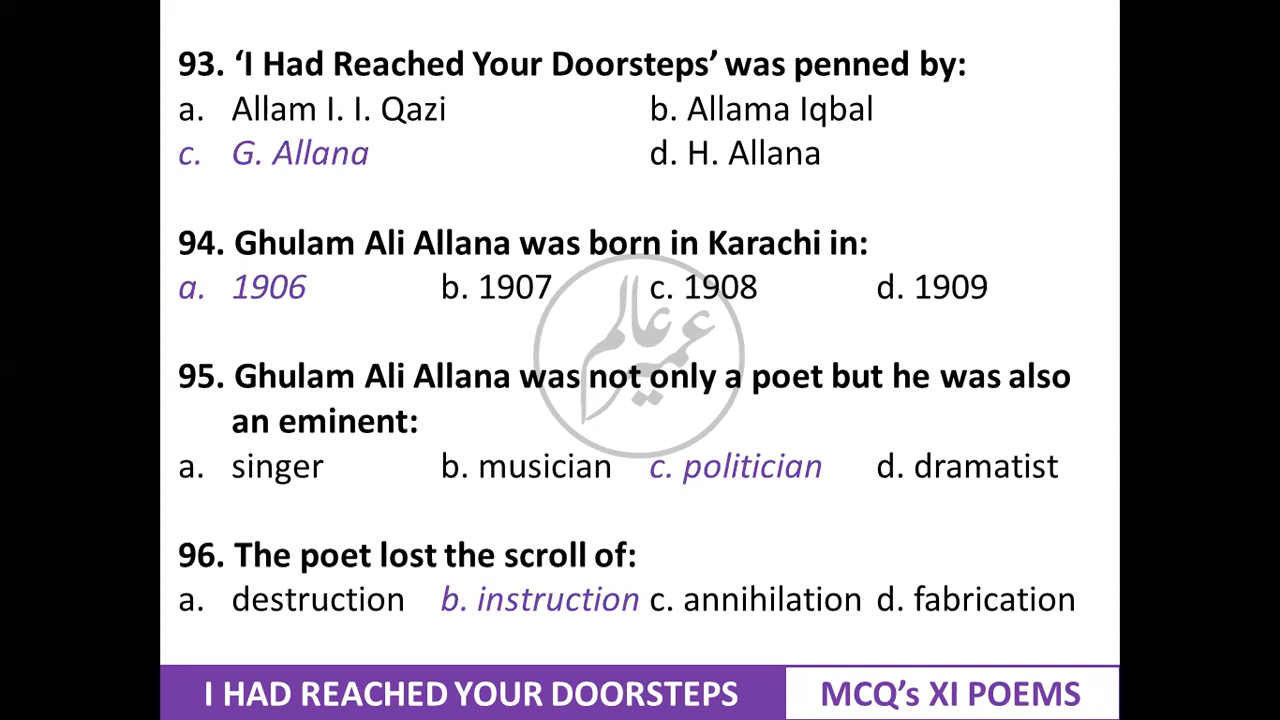 93. ‘I Had Reached Your Doorsteps’ was penned by:
a. Allam I. I. Qazi b. Allama Iqbal
c. G. Allana d. H. Allana
94. Ghulam Ali Allana was born in Karachi in:
a. 1906 b. 1907 c. 1908 d. 1909
95. Ghulam Ali Allana was not only a poet but he was also
an eminent:
a. singer b. musician c. politician d. dramatist
96. The poet lost the scroll of:
a. destruction b. instruction c. annihilation d. fabrication
عمیر عالم
I HAD REACHED YOUR DOORSTEPS MCQ’s XI POEMS